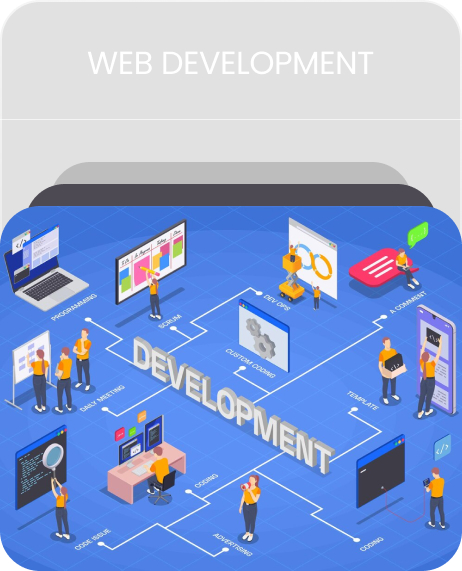 WEB DEVELOPMENT
PROGRAMMING
SCRUM
DEV OPS
A COMMENT
CUSTOM CODING
DEVELOPMENT
DAILY MEETING
TEMPLATE
CODING
CODE ISSUE
ADVERTISING
CODING